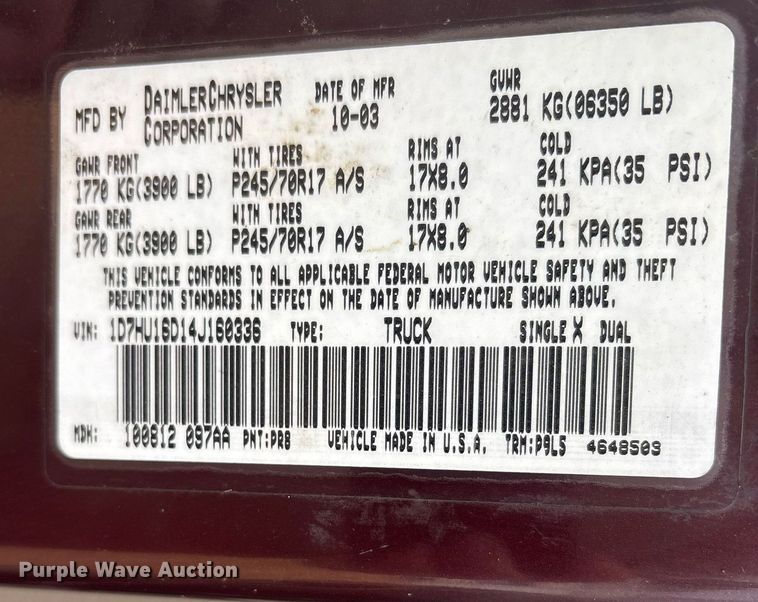 MFD BY DAIMLERCHRYSLER CORPORATION DATE OF MFR 10-03 GVWR 2881 KG(06350 LB)
GAWR FRONT WITH TIRES RIMS AT COLD
1770 KG(3900 LB) P245/70R17 A/S 17X8.0 241 KPA(35 PSI)
GAWR REAR WITH TIRES RIMS AT COLD
1770 KG(3900 LB) P245/70R17 A/S 17X8.0 241 KPA(35 PSI)
THIS VEHICLE CONFORMS TO ALL APPLICABLE FEDERAL MOTOR VEHICLE SAFETY AND THEFT
PREVENTION STANDARDS IN EFFECT ON THE DATE OF MANUFACTURE SHOWN ABOVE.
VIN: 1D7HU16D14J160336 TYPE: TRUCK SINGLE X DUAL
MDH: 100812 097AA PNT:PR8 VEHICLE MADE IN U.S.A. TRM:P9L5 4648509
Purple Wave Auction